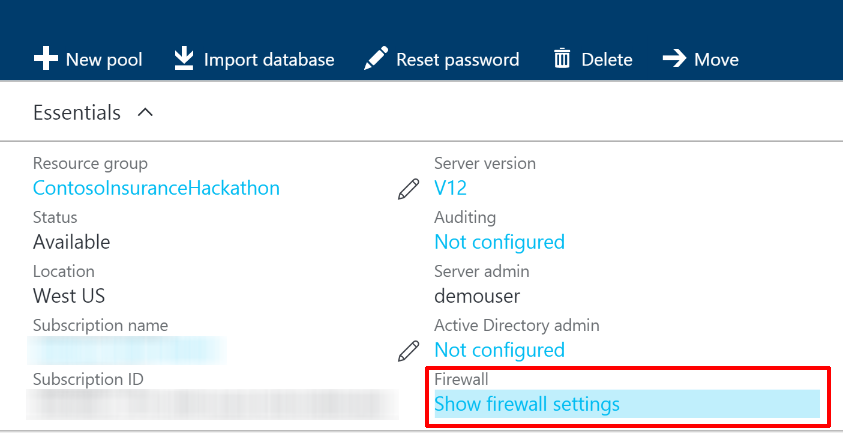 New pool Import database Reset password Delete Move
Essentials
Resource group
ContosoInsuranceHackathon
Status
Available
Location
West US
Subscription name
Subscription ID
Server version
V12
Auditing
Not configured
Server admin
demouser
Active Directory admin
Not configured
Firewall
Show firewall settings